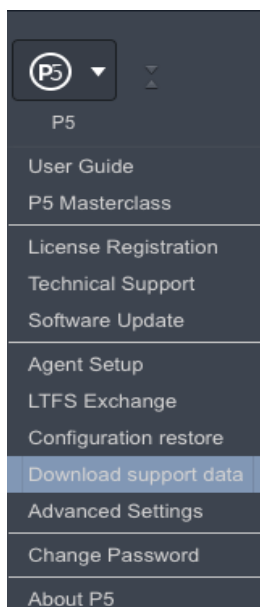 P5
P5
User Guide
P5 Masterclass
License Registration
Technical Support
Software Update
Agent Setup
LTFS Exchange
Configuration restore
Download support data
Advanced Settings
Change Password
About P5